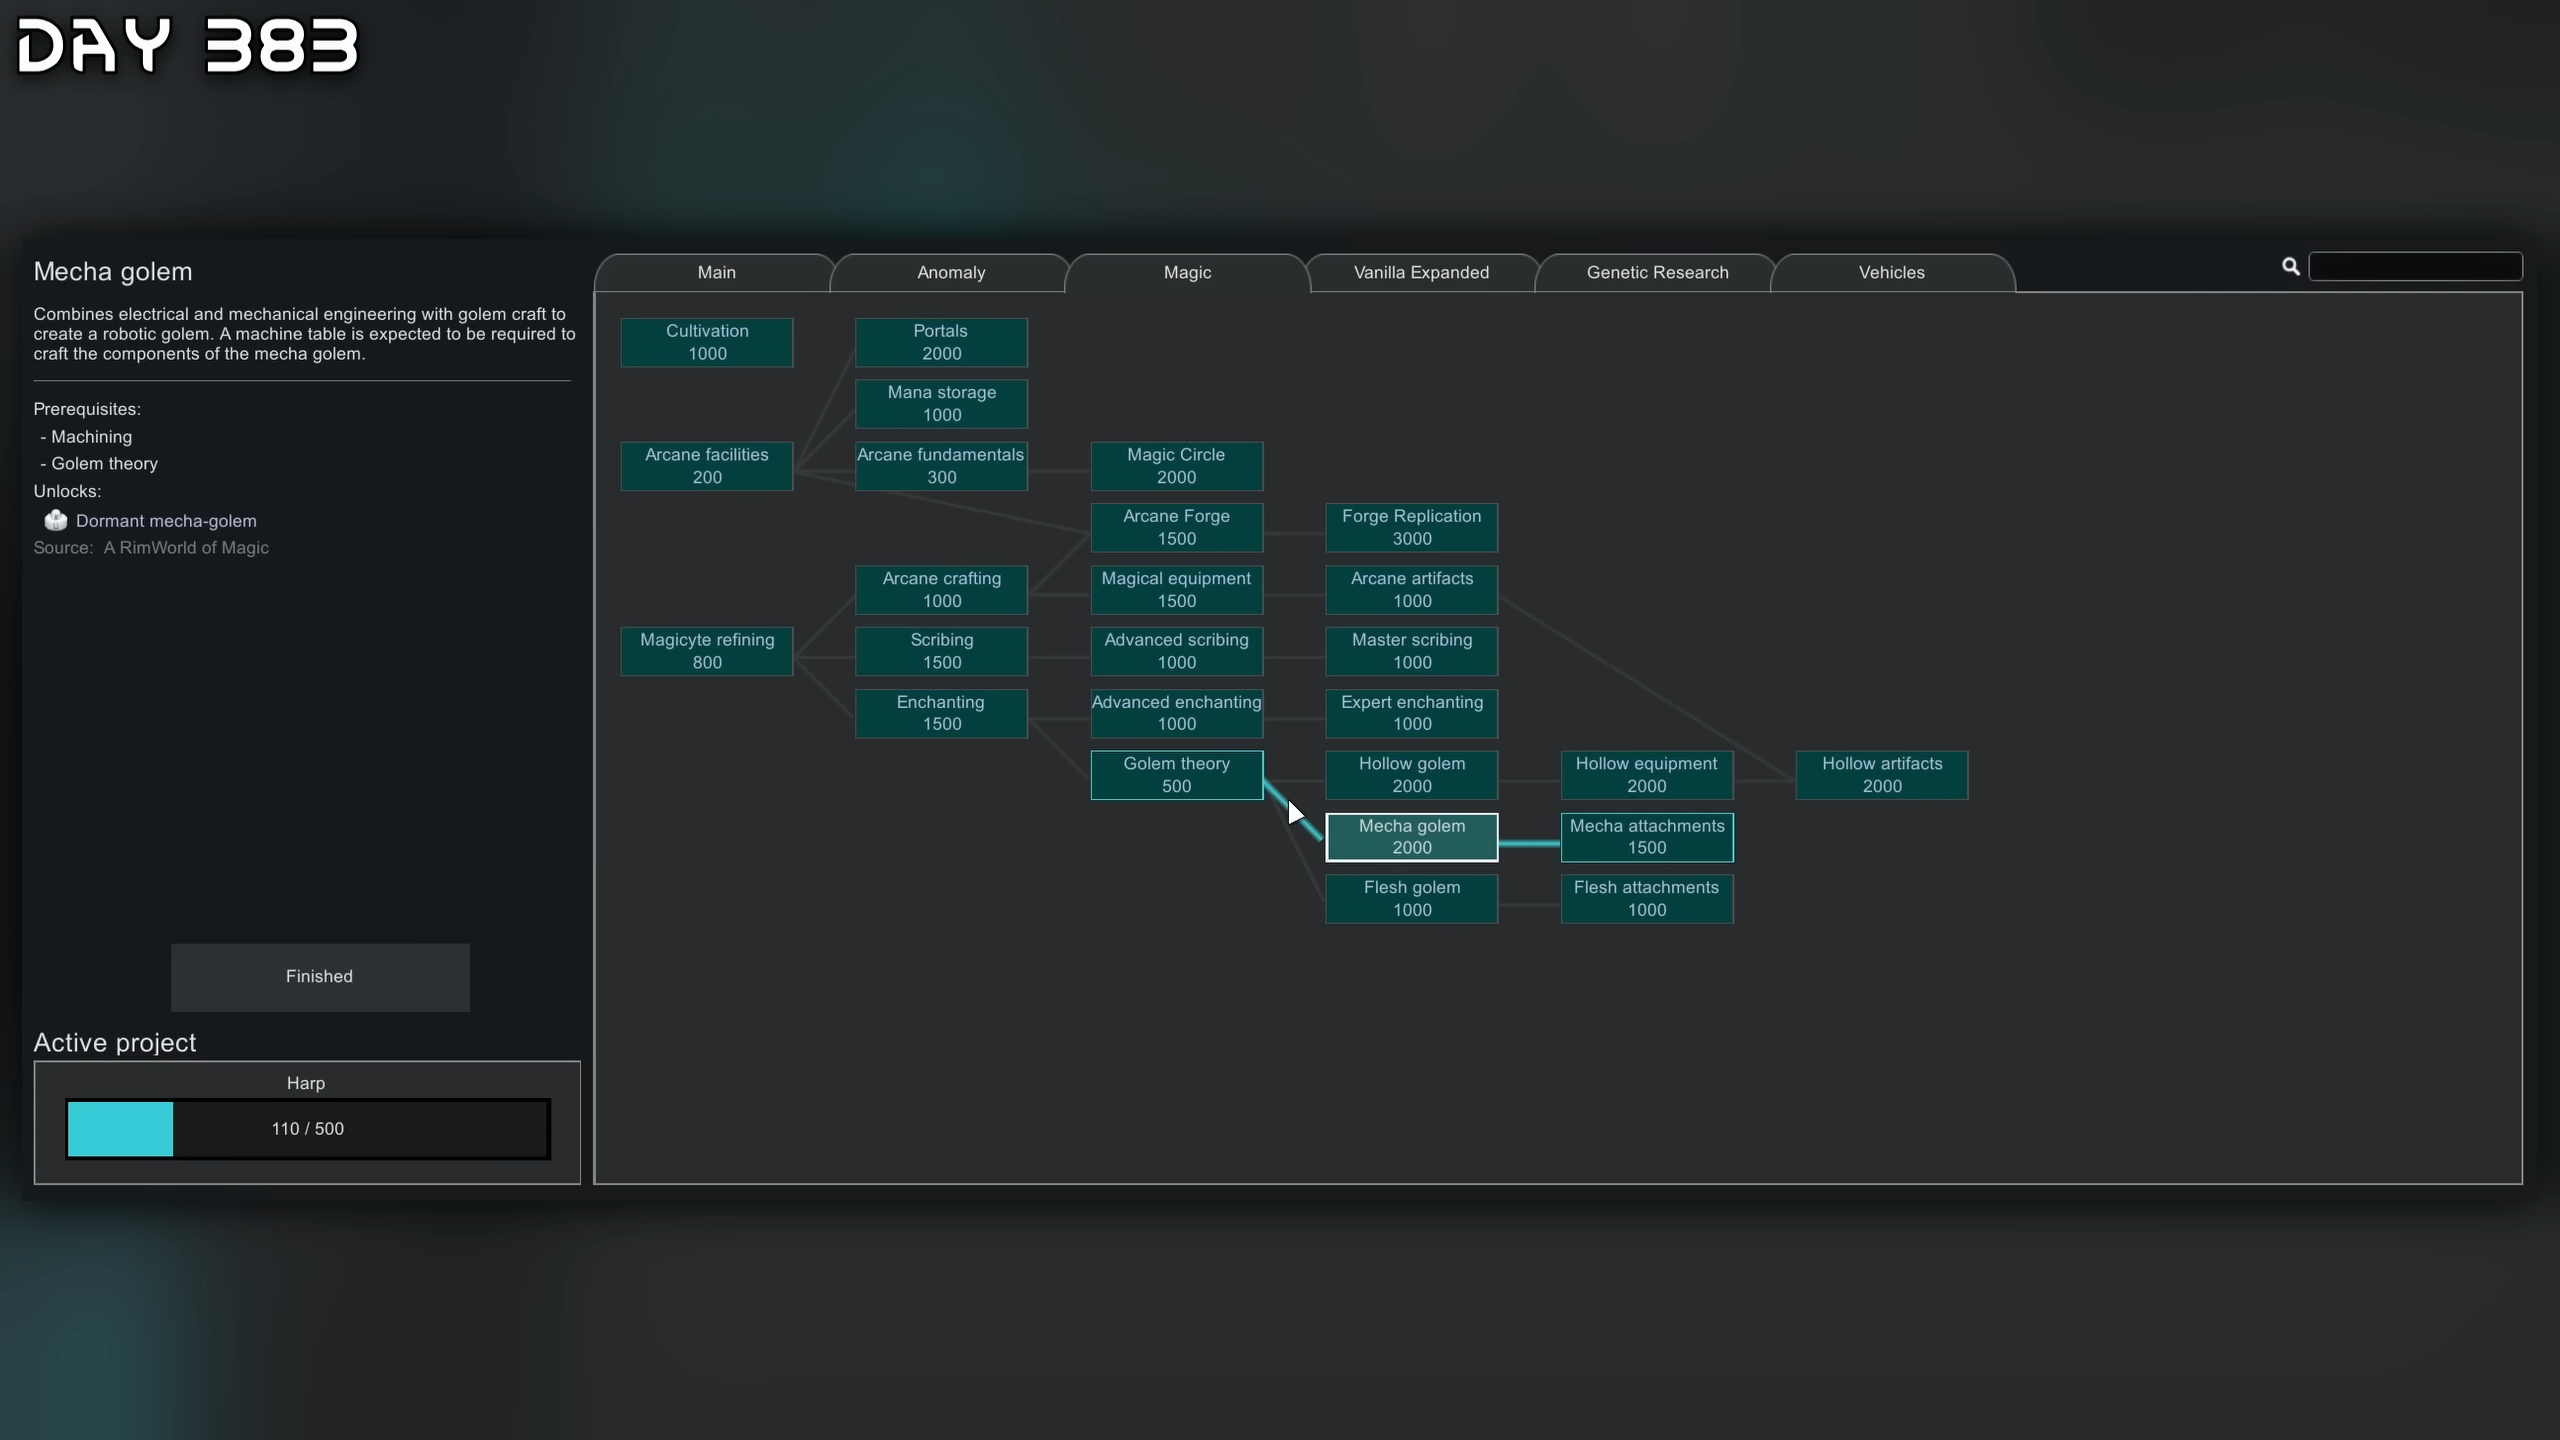 DAY 383
Mecha golem
Combines electrical and mechanical engineering with golem craft to
create a robotic golem. A machine table is expected to be required to
craft the components of the mecha golem.
Prerequisites:
- Machining
- Golem theory
Unlocks:
Dormant mecha-golem
Source: A RimWorld of Magic
Finished
Active project
Harp
110 / 500
Main
Anomaly
Magic
Vanilla Expanded
Genetic Research
Vehicles
Cultivation
1000
Portals
2000
Mana storage
1000
Arcane facilities
200
Arcane fundamentals
300
Magic Circle
2000
Arcane Forge
1500
Forge Replication
3000
Arcane crafting
1000
Magical equipment
1500
Arcane artifacts
1000
Magicyte refining
800
Scribing
1500
Advanced scribing
1000
Master scribing
1000
Enchanting
1500
Advanced enchanting
1000
Expert enchanting
1000
Golem theory
500
Hollow golem
2000
Hollow equipment
2000
Hollow artifacts
2000
Mecha golem
2000
Mecha attachments
1500
Flesh golem
1000
Flesh attachments
1000